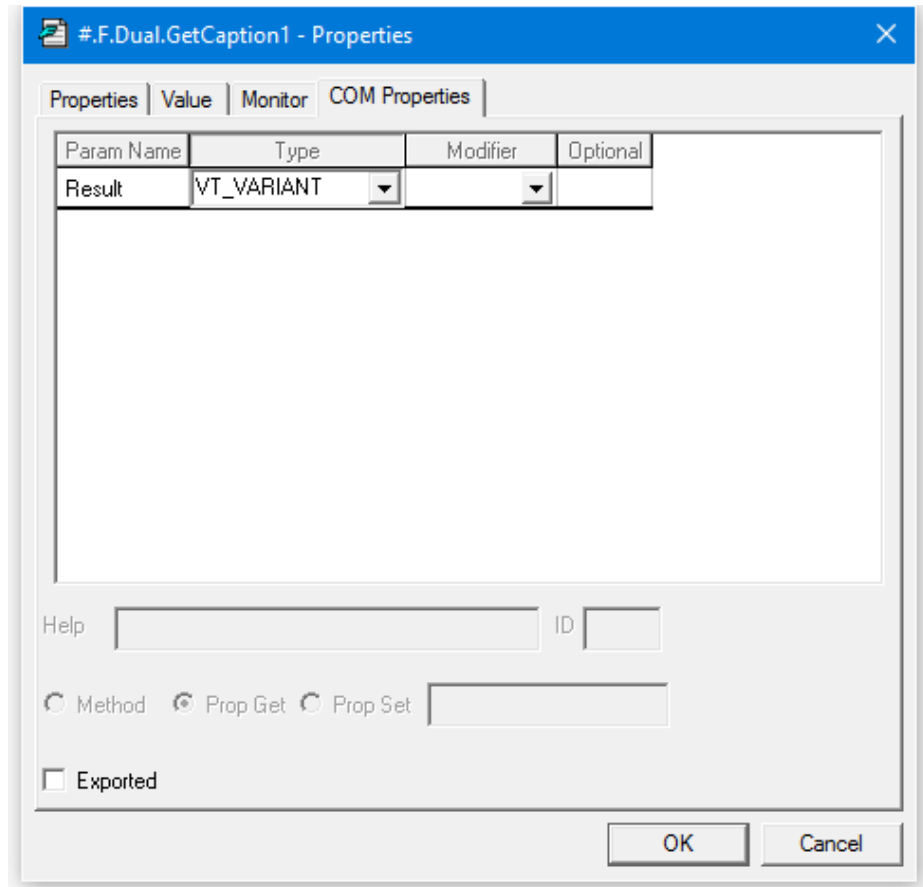 #.F.Dual.GetCaption1 - Properties
Properties Value Monitor COM Properties
Param Name Type Modifier Optional
Result VT_VARIANT
Help ID
Method Prop Get Prop Set
Exported
OK Cancel